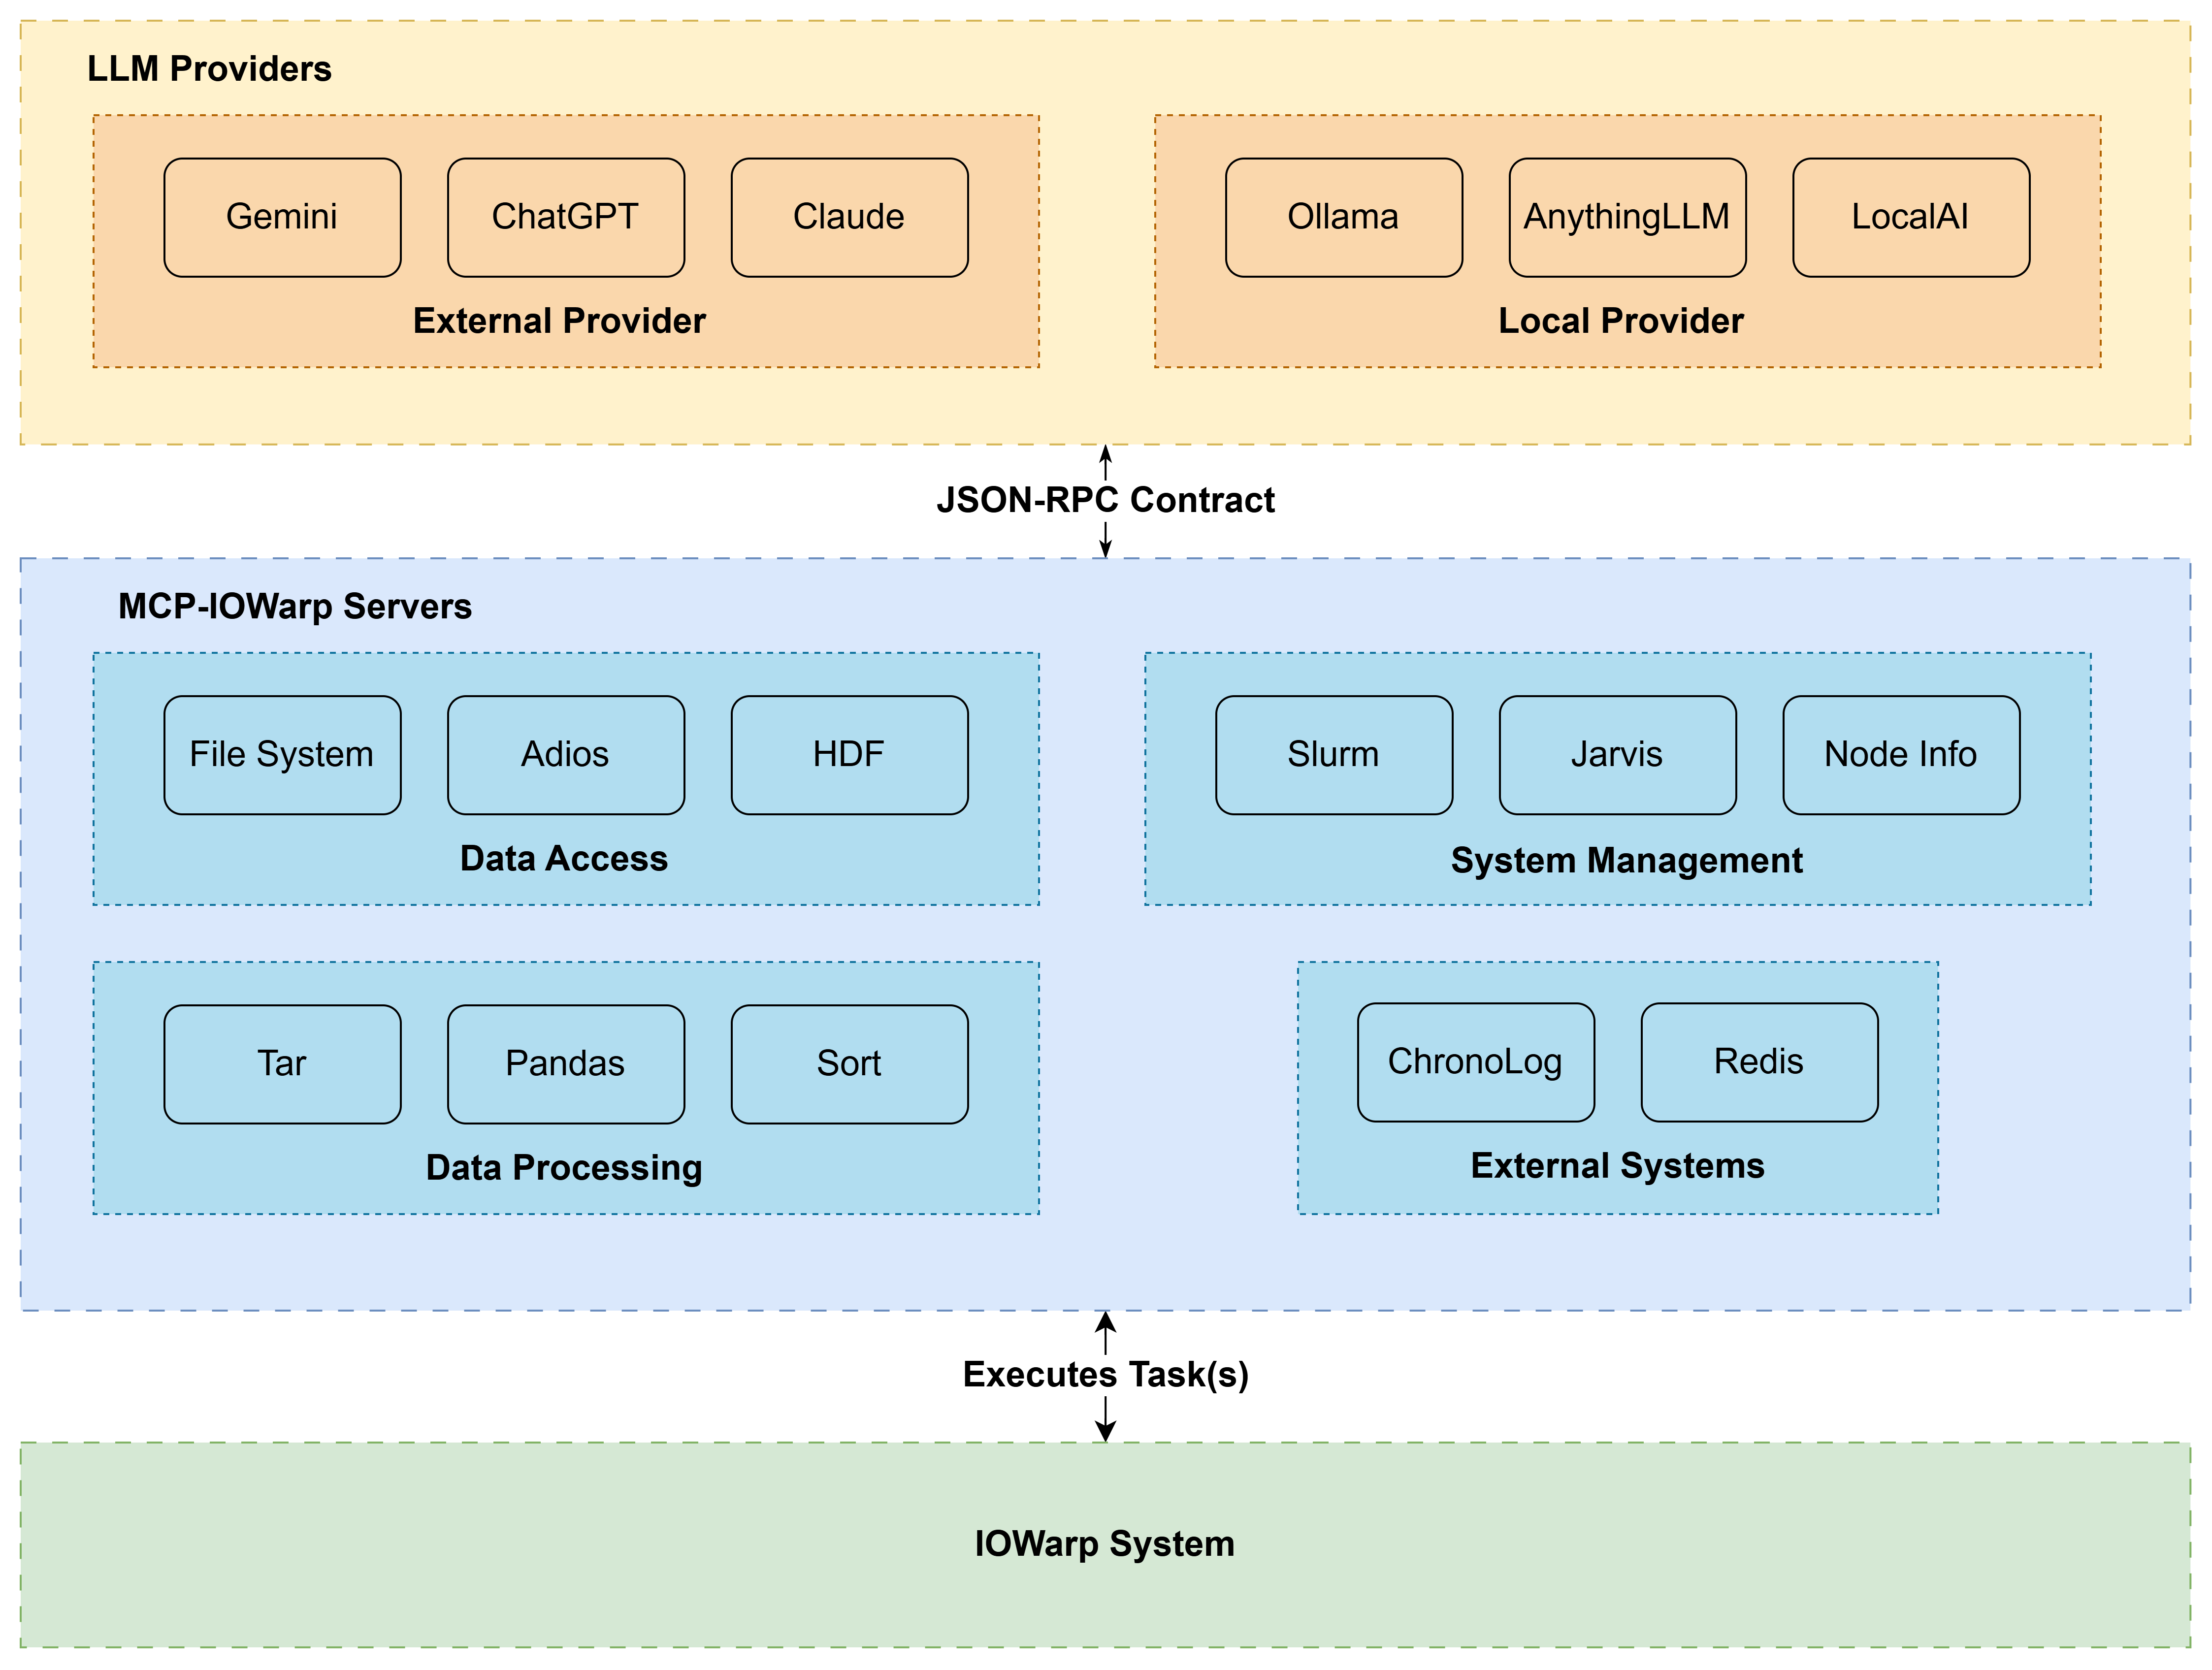 LLM Providers
Gemini
ChatGPT
Claude
External Provider
Ollama
AnythingLLM
LocalAI
Local Provider
JSON-RPC Contract
MCP-IOWarp Servers
File System
Adios
HDF
Data Access
Slurm
Jarvis
Node Info
System Management
Tar
Pandas
Sort
Data Processing
ChronoLog
Redis
External Systems
Executes Task(s)
IOWarp System